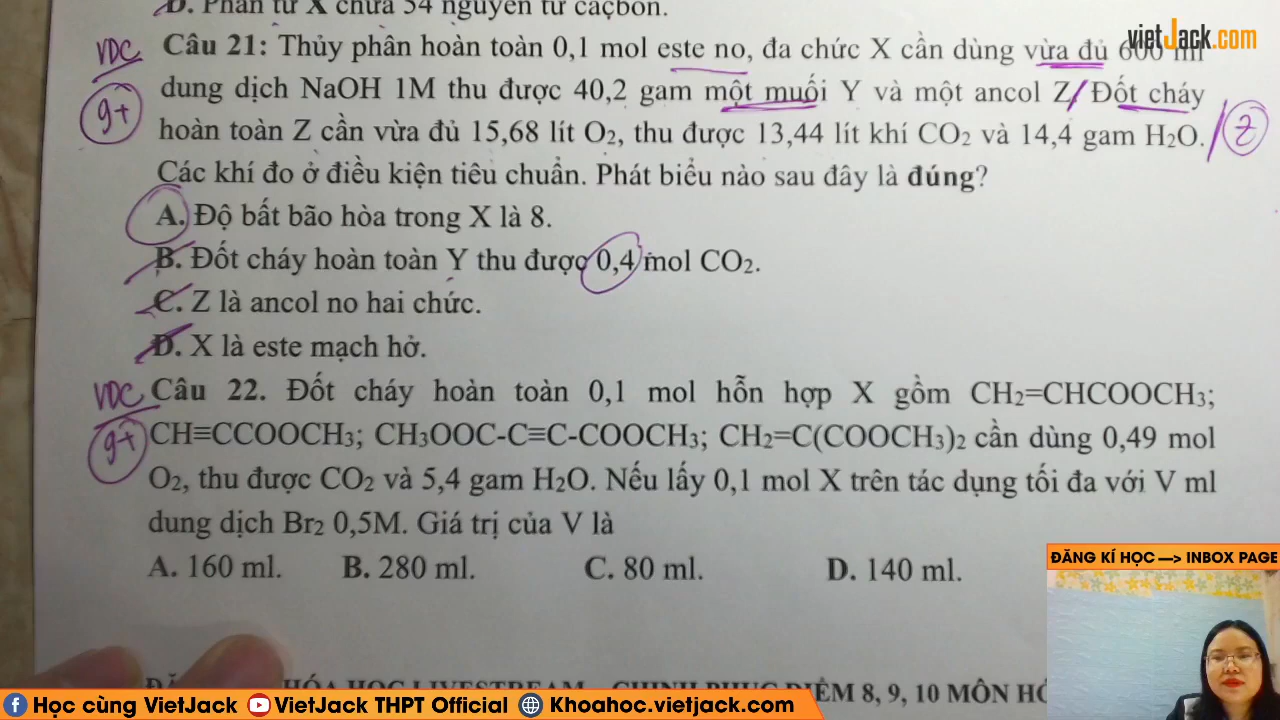 D. Phân tử X chứa 54 nguyên tử cacbon.
vietJack.com
VDC
Câu 21: Thủy phân hoàn toàn 0,1 mol este no, đa chức X cần dùng vừa đủ 600 ml
9+
dung dịch NaOH 1M thu được 40,2 gam một muối Y và một ancol Z. Đốt cháy
hoàn toàn Z cần vừa đủ 15,68 lít O2, thu được 13,44 lít khí CO2 và 14,4 gam H2O.
Z
Các khí đo ở điều kiện tiêu chuẩn. Phát biểu nào sau đây là đúng?
A. Độ bất bão hòa trong X là 8.
B. Đốt cháy hoàn toàn Y thu được 0,4 mol CO2.
C. Z là ancol no hai chức.
D. X là este mạch hở.
VDC
Câu 22. Đốt cháy hoàn toàn 0,1 mol hỗn hợp X gồm CH2=CHCOOCH3;
9+
CH≡CCOOCH3; CH3OOC-C≡C-COOCH3; CH2=C(COOCH3)2 cần dùng 0,49 mol
O2, thu được CO2 và 5,4 gam H2O. Nếu lấy 0,1 mol X trên tác dụng tối đa với V ml
dung dịch Br2 0,5M. Giá trị của V là
A. 160 ml. B. 280 ml. C. 80 ml. D. 140 ml.
ĐĂNG KÍ HỌC —> INBOX PAGE
HÓA HỌC LIVESTREAM CHINH PHỤC ĐIỂM 8, 9, 10 MÔN
Học cùng VietJack VietJack THPT Official Khoahoc.vietjack.com